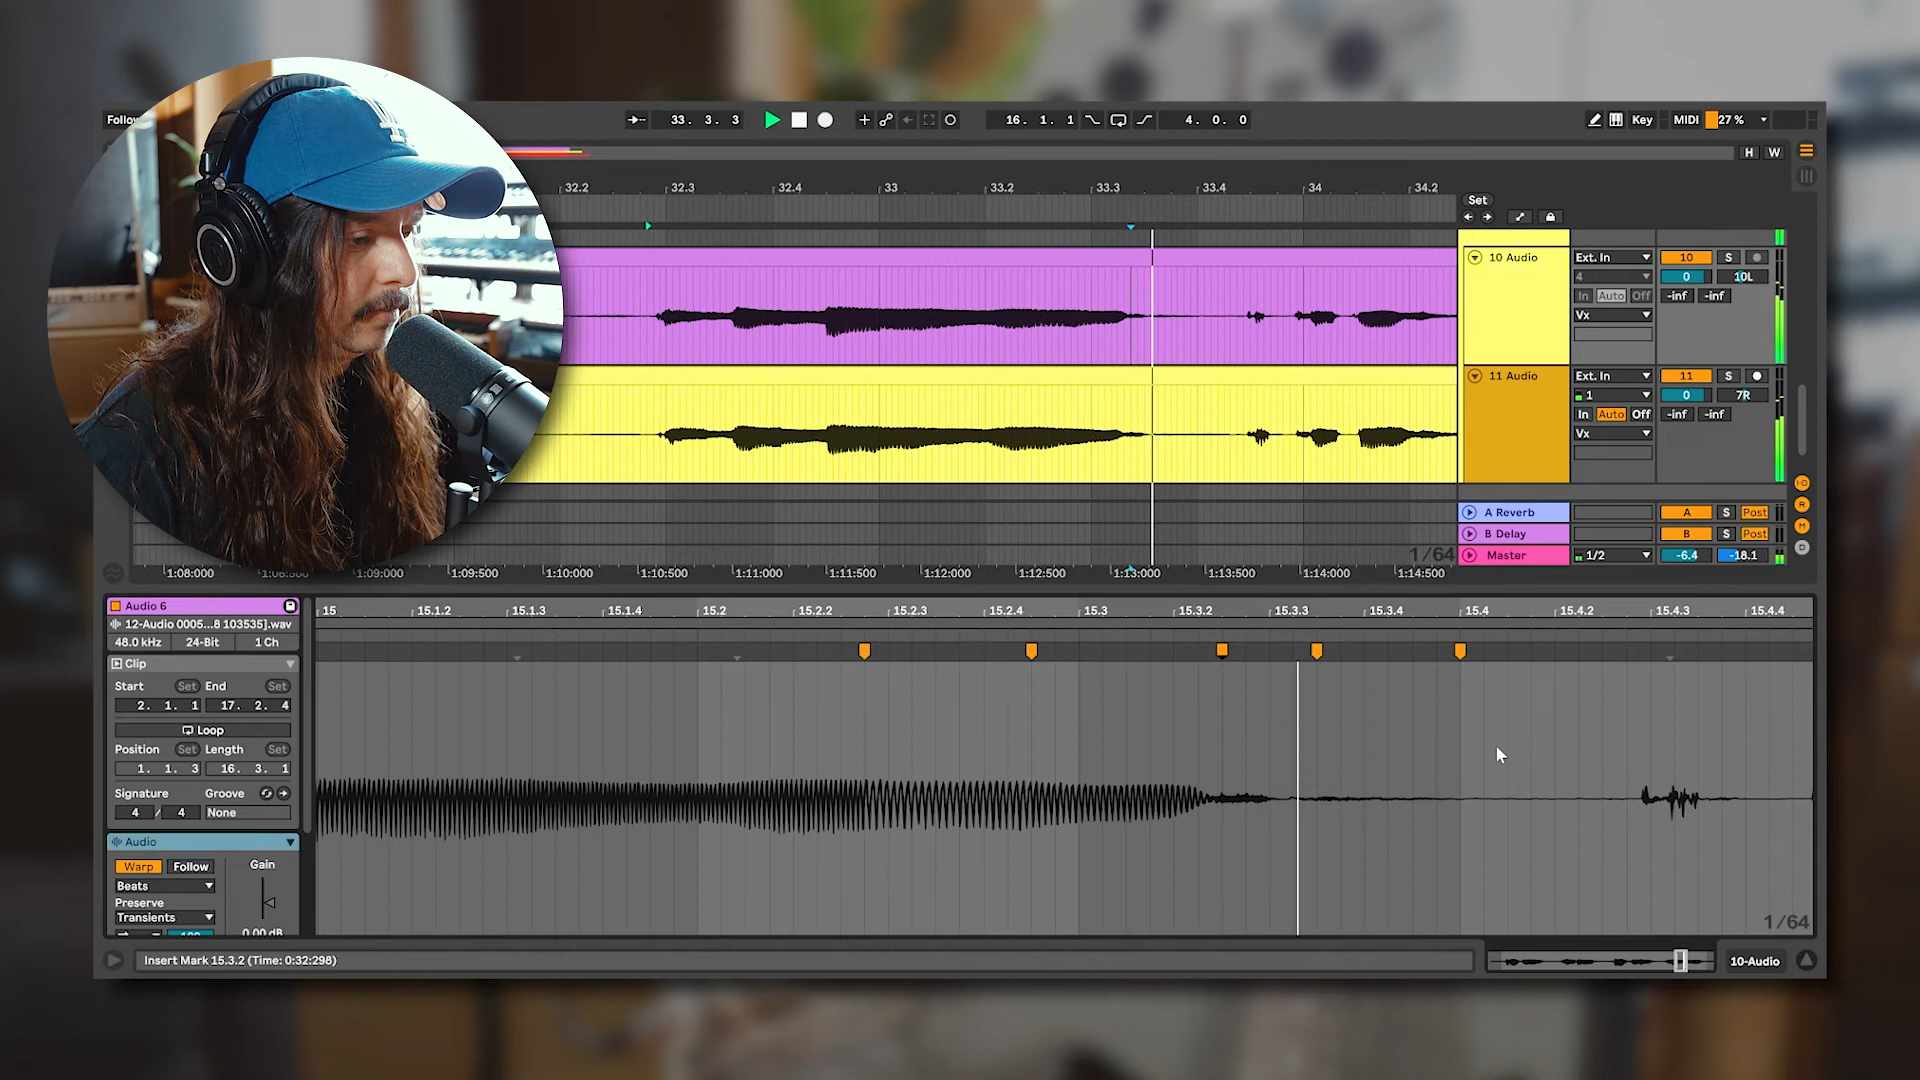 Follow
33. 3. 3
16. 1. 1
4. 0. 0
Key
MIDI
27 %
H W
32.2 32.3 32.4 33 33.2 33.3 33.4 34 34.2
Set
10 Audio
Ext. In
10 S
4
0 10L
In Auto Off
-inf -inf
Vx
11 Audio
Ext. In
11 S
1
0 7R
In Auto Off
-inf -inf
Vx
A Reverb
A S Post
B Delay
B S Post
1/64
Master
1/2
-6.4 -18.1
I·O
R
M
D
1:08:000 1:09:000 1:09:500 1:10:000 1:10:500 1:11:000 1:11:500 1:12:000 1:12:500 1:13:000 1:13:500 1:14:000 1:14:500
Audio 6
12-Audio 0005...8 103535].wav
48.0 kHz 24-Bit 1 Ch
Clip
Start Set End Set
2. 1. 1 17. 2. 4
Loop
Position Set Length Set
1. 1. 3 16. 3. 1
Signature Groove
4 / 4 None
Audio
Warp Follow Gain
Beats
Preserve
Transients
0.00 dB
15 15.1.2 15.1.3 15.1.4 15.2 15.2.2 15.2.3 15.2.4 15.3 15.3.2 15.3.3 15.3.4 15.4 15.4.2 15.4.3 15.4.4
1/64
Insert Mark 15.3.2 (Time: 0:32:298)
10-Audio